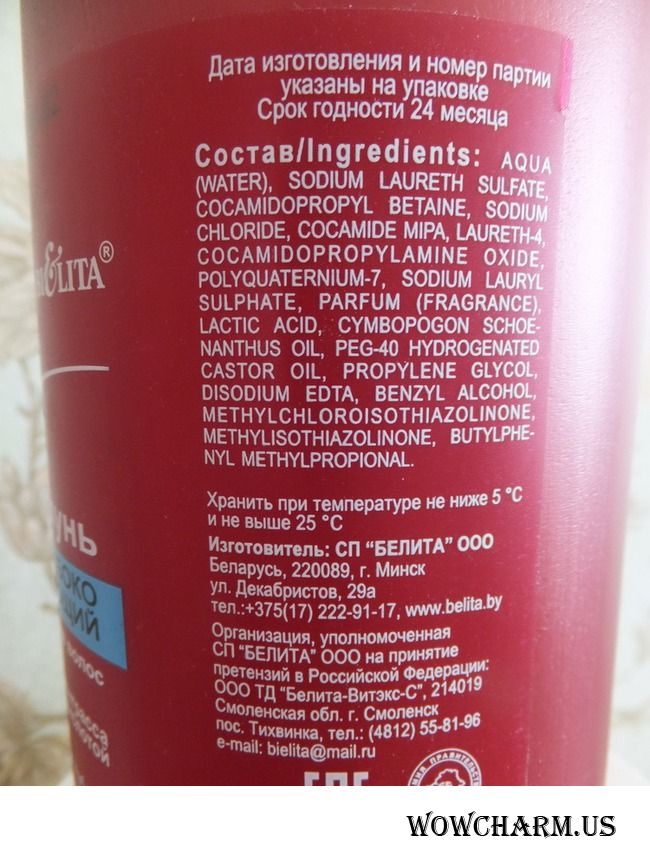 Дата изготовления и номер партии
указаны на упаковке
Срок годности 24 месяца
Состав/Ingredients: AQUA
(WATER), SODIUM LAURETH SULFATE,
COCAMIDOPROPYL BETAINE, SODIUM
CHLORIDE, COCAMIDE MIPA, LAURETH-4,
COCAMIDOPROPYLAMINE OXIDE,
POLYQUATERNIUM-7, SODIUM LAURYL
SULPHATE, PARFUM (FRAGRANCE),
LACTIC ACID, CYMBOPOGON SCHOE-
NANTHUS OIL, PEG-40 HYDROGENATED
CASTOR OIL, PROPYLENE GLYCOL,
DISODIUM EDTA, BENZYL ALCOHOL,
METHYLCHLOROISOTHIAZOLINONE,
METHYLISOTHIAZOLINONE, BUTYLPHE-
NYL METHYLPROPIONAL.
Хранить при температуре не ниже 5 °С
и не выше 25 °С
Изготовитель: СП "БЕЛИТА" ООО
Беларусь, 220089, г. Минск
ул. Декабристов, 29а
тел.:+375(17) 222-91-17, www.belita.by
Организация, уполномоченная
СП "БЕЛИТА" ООО на принятие
претензий в Российской Федерации:
ООО ТД "Белита-Витэкс-С", 214019
Смоленская обл. г. Смоленск
пос. Тихвинка, тел.: (4812) 55-81-96
e-mail: bielita@mail.ru
&LITA®
унь
волос
WOWCHARM.US